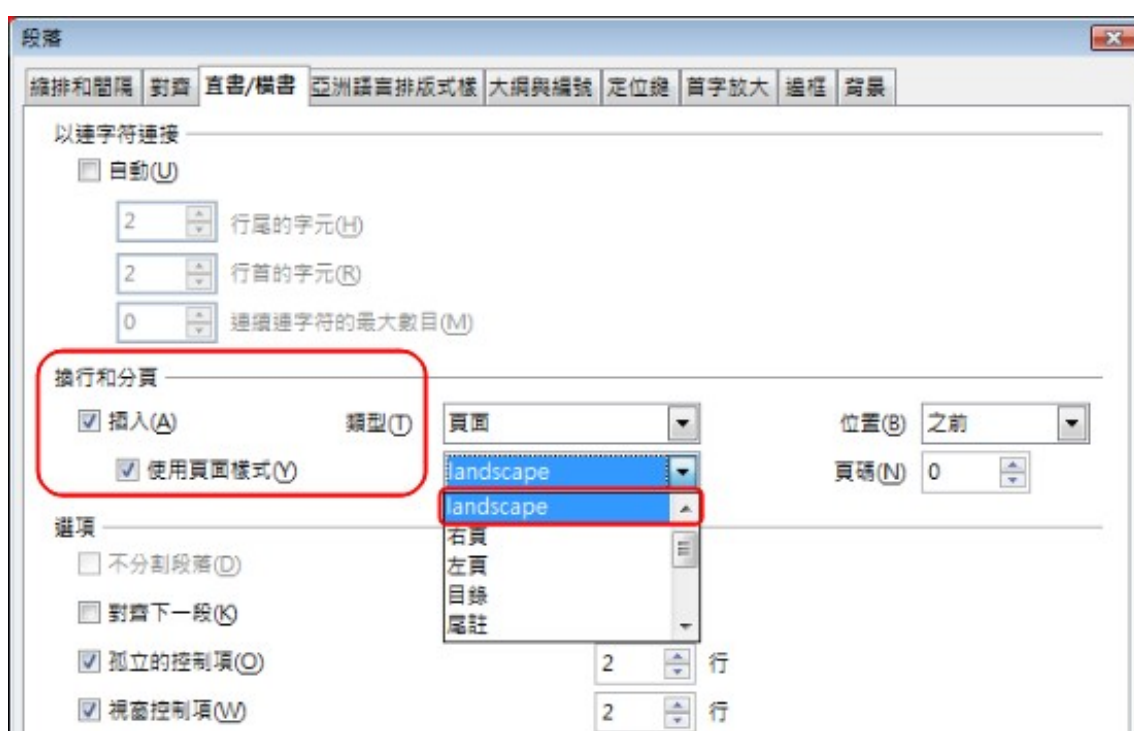 段落
縮排和間隔 對齊 直書/橫書 亞洲語言排版式樣 大綱與編號 定位鍵 首字放大 邊框 背景
以連字符連接
自動(U)
2 行尾的字元(H)
2 行首的字元(R)
0 連續連字符的最大數目(M)
換行和分頁
插入(A) 類型(T) 頁面 位置(B) 之前
使用頁面樣式(Y) landscape 頁碼(N) 0
landscape
選項
右頁
不分割段落(D)
左頁
目錄
對齊下一段(K)
尾註
孤立的控制項(O) 2 行
視窗控制項(W) 2 行